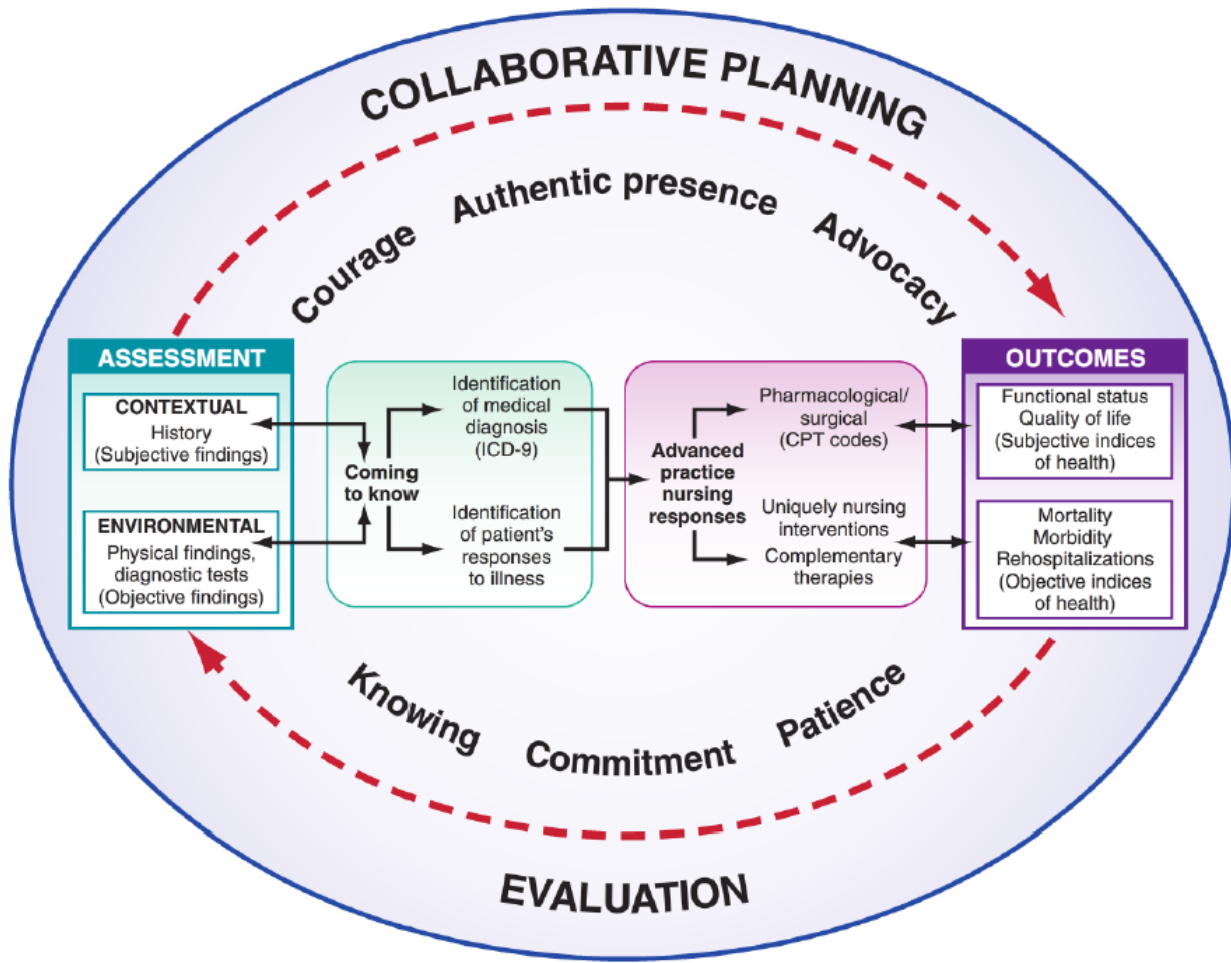 COLLABORATIVE PLANNING
Courage Authentic presence Advocacy
ASSESSMENT
CONTEXTUAL
History
(Subjective findings)
ENVIRONMENTAL
Physical findings,
diagnostic tests
(Objective findings)
Coming
to know
Identification
of medical
diagnosis
(ICD-9)
Identification
of patient's
responses
to illness
Advanced
practice
nursing
responses
Pharmacological/
surgical
(CPT codes)
Uniquely nursing
interventions
Complementary
therapies
OUTCOMES
Functional status
Quality of life
(Subjective indices
of health)
Mortality
Morbidity
Rehospitalizations
(Objective indices
of health)
Knowing Commitment Patience
EVALUATION